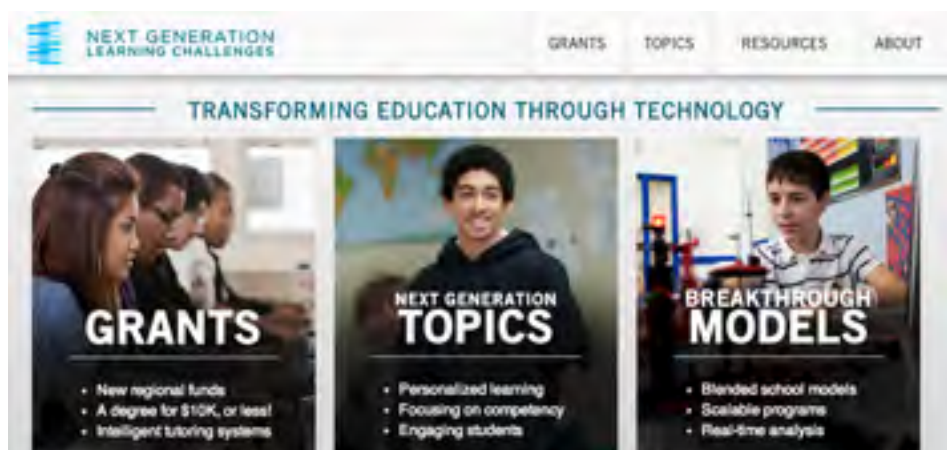 NEXT GENERATION
LEARNING CHALLENGES
GRANTS TOPICS RESOURCES ABOUT
TRANSFORMING EDUCATION THROUGH TECHNOLOGY
GRANTS
• New regional funds
• A degree for $10K, or less!
• Intelligent tutoring systems
NEXT GENERATION
TOPICS
• Personalized learning
• Focusing on competency
• Engaging students
BREAKTHROUGH
MODELS
• Blended school models
• Scalable programs
• Real-time analysis